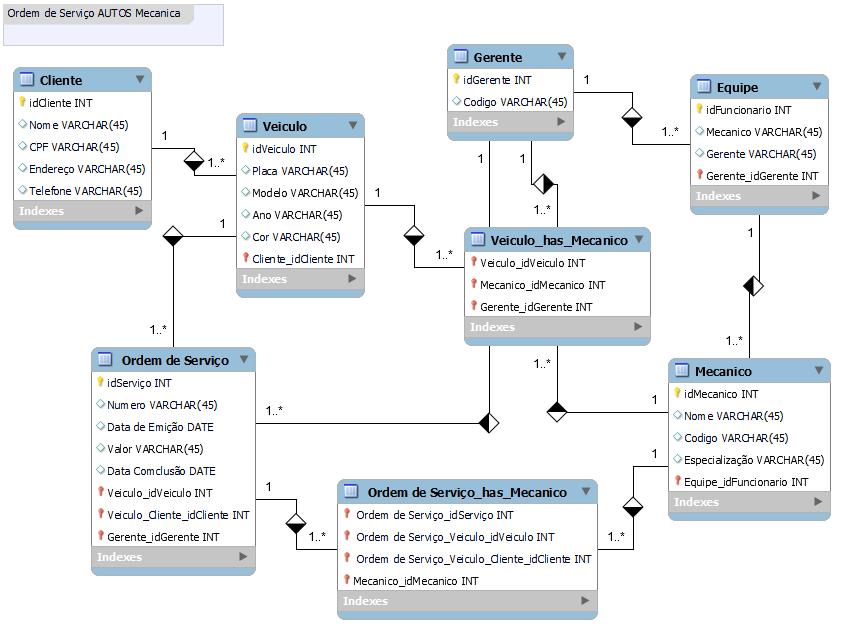 Ordem de Serviço AUTOS Mecanica
Cliente
idCliente INT
Nome VARCHAR(45)
CPF VARCHAR(45)
Endereço VARCHAR(45)
Telefone VARCHAR(45)
Indexes
1
1..*
Veiculo
idVeiculo INT
Placa VARCHAR(45)
Modelo VARCHAR(45)
Ano VARCHAR(45)
Cor VARCHAR(45)
Cliente_idCliente INT
Indexes
1
1..*
1
1..*
Gerente
idGerente INT
Codigo VARCHAR(45)
Indexes
1
1..*
1
1
1..*
Equipe
idFuncionario INT
Mecanico VARCHAR(45)
Gerente VARCHAR(45)
Gerente_idGerente INT
Indexes
1
1..*
Veiculo_has_Mecanico
Veiculo_idVeiculo INT
Mecanico_idMecanico INT
Gerente_idGerente INT
Indexes
1..*
1
Ordem de Serviço
idServiço INT
Numero VARCHAR(45)
Data de Emição DATE
Valor VARCHAR(45)
Data Comclusão DATE
Veiculo_idVeiculo INT
Veiculo_Cliente_idCliente INT
Gerente_idGerente INT
Indexes
1..*
1
1..*
Mecanico
idMecanico INT
Nome VARCHAR(45)
Codigo VARCHAR(45)
Especialização VARCHAR(45)
Equipe_idFuncionario INT
Indexes
1
1..*
Ordem de Serviço_has_Mecanico
Ordem de Serviço_idServiço INT
Ordem de Serviço_Veiculo_idVeiculo INT
Ordem de Serviço_Veiculo_Cliente_idCliente INT
Mecanico_idMecanico INT
Indexes